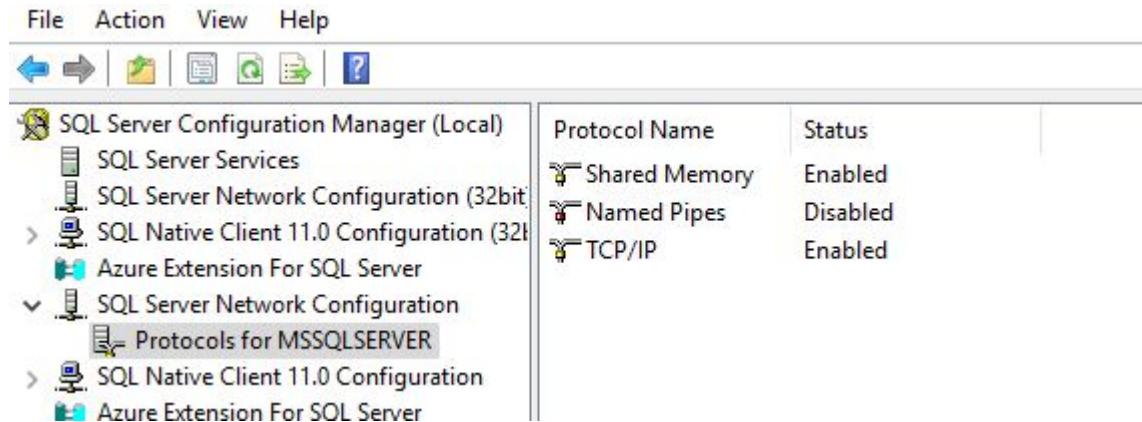 File Action View Help
SQL Server Configuration Manager (Local)
SQL Server Services
SQL Server Network Configuration (32bit
SQL Native Client 11.0 Configuration (32
Azure Extension For SQL Server
SQL Server Network Configuration
Protocols for MSSQLSERVER
SQL Native Client 11.0 Configuration
Azure Extension For SQL Server
Protocol Name Status
Shared Memory Enabled
Named Pipes Disabled
TCP/IP Enabled